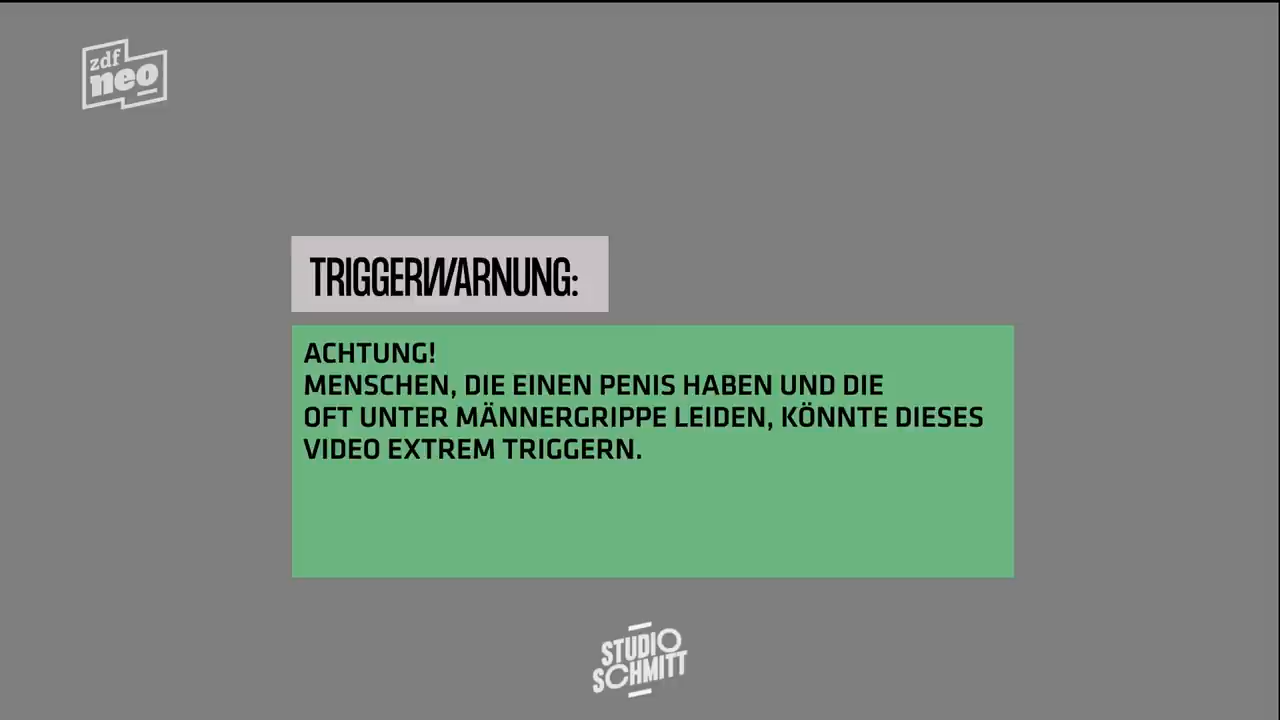 zdf
neo
TRIGGERWARNUNG:
ACHTUNG!
MENSCHEN, DIE EINEN PENIS HABEN UND DIE
OFT UNTER MÄNNERGRIPPE LEIDEN, KÖNNTE DIESES
VIDEO EXTREM TRIGGERN.
STUDIO
SCHMITT